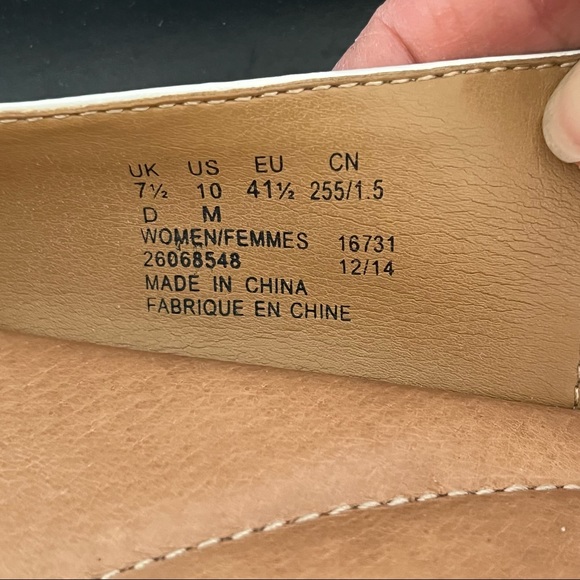 UK US EU CN
7½ 10 41½ 255/1.5
D M
WOMEN/FEMMES 16731
26068548 12/14
MADE IN CHINA
FABRIQUE EN CHINE